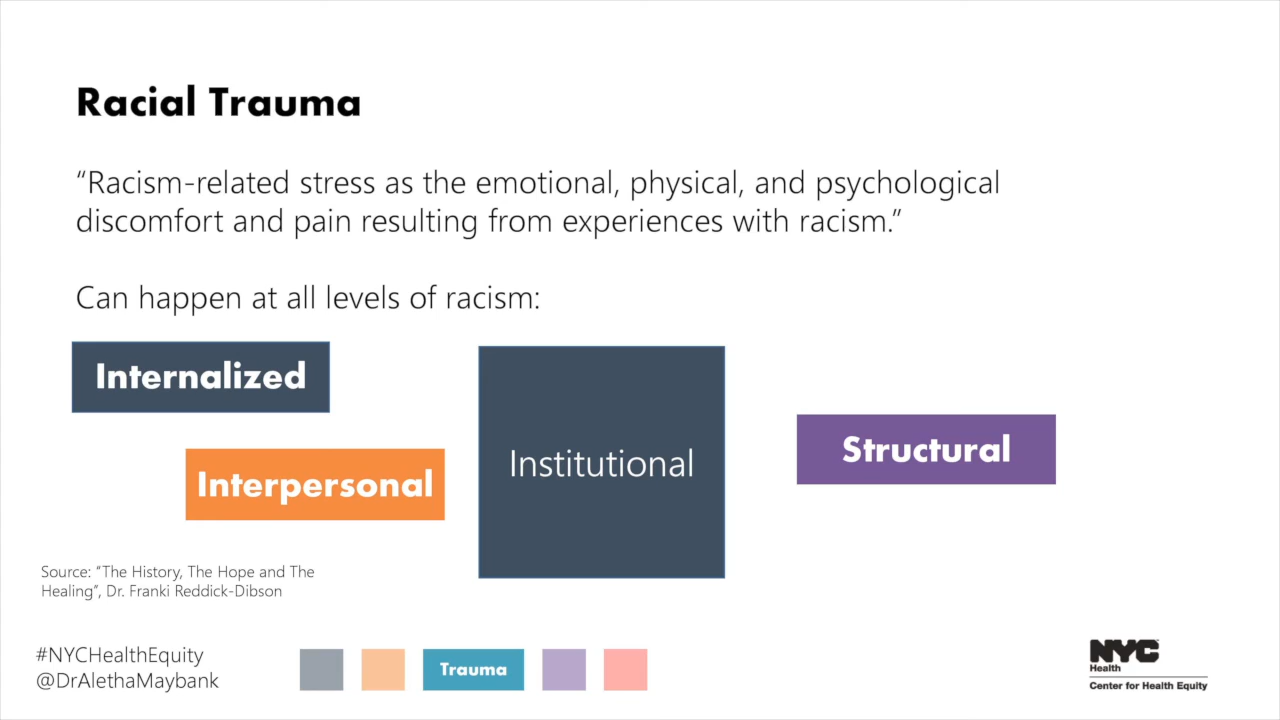 Racial Trauma
“Racism-related stress as the emotional, physical, and psychological
discomfort and pain resulting from experiences with racism.”
Can happen at all levels of racism:
Internalized
Interpersonal
Institutional
Structural
Source: “The History, The Hope and The
Healing”, Dr. Franki Reddick-Dibson
#NYCHealthEquity
@DrAlethaMaybank
Trauma
NYC
Health
Center for Health Equity